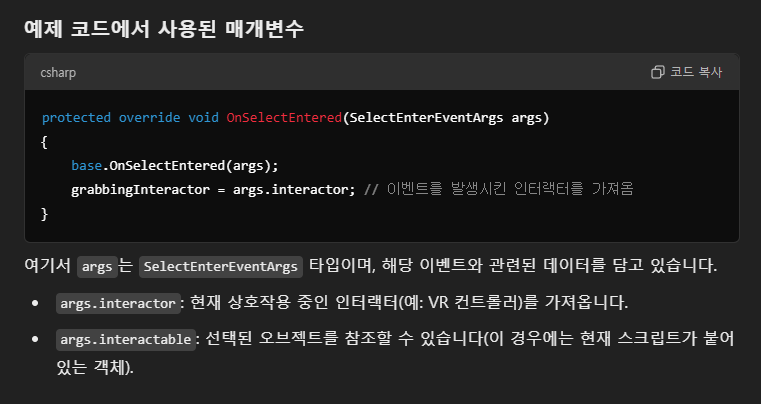 예제 코드에서 사용된 매개변수
csharp
코드 복사
protected override void OnSelectEntered(SelectEnterEventArgs args)
{
    base.OnSelectEntered(args);
    grabbingInteractor = args.interactor; // 이벤트를 발생시킨 인터랙터를 가져옴
}
여기서 args는 SelectEnterEventArgs 타입이며, 해당 이벤트와 관련된 데이터를 담고 있습니다.
• args.interactor: 현재 상호작용 중인 인터랙터(예: VR 컨트롤러)를 가져옵니다.
• args.interactable: 선택된 오브젝트를 참조할 수 있습니다(이 경우에는 현재 스크립트가 붙어
있는 객체).